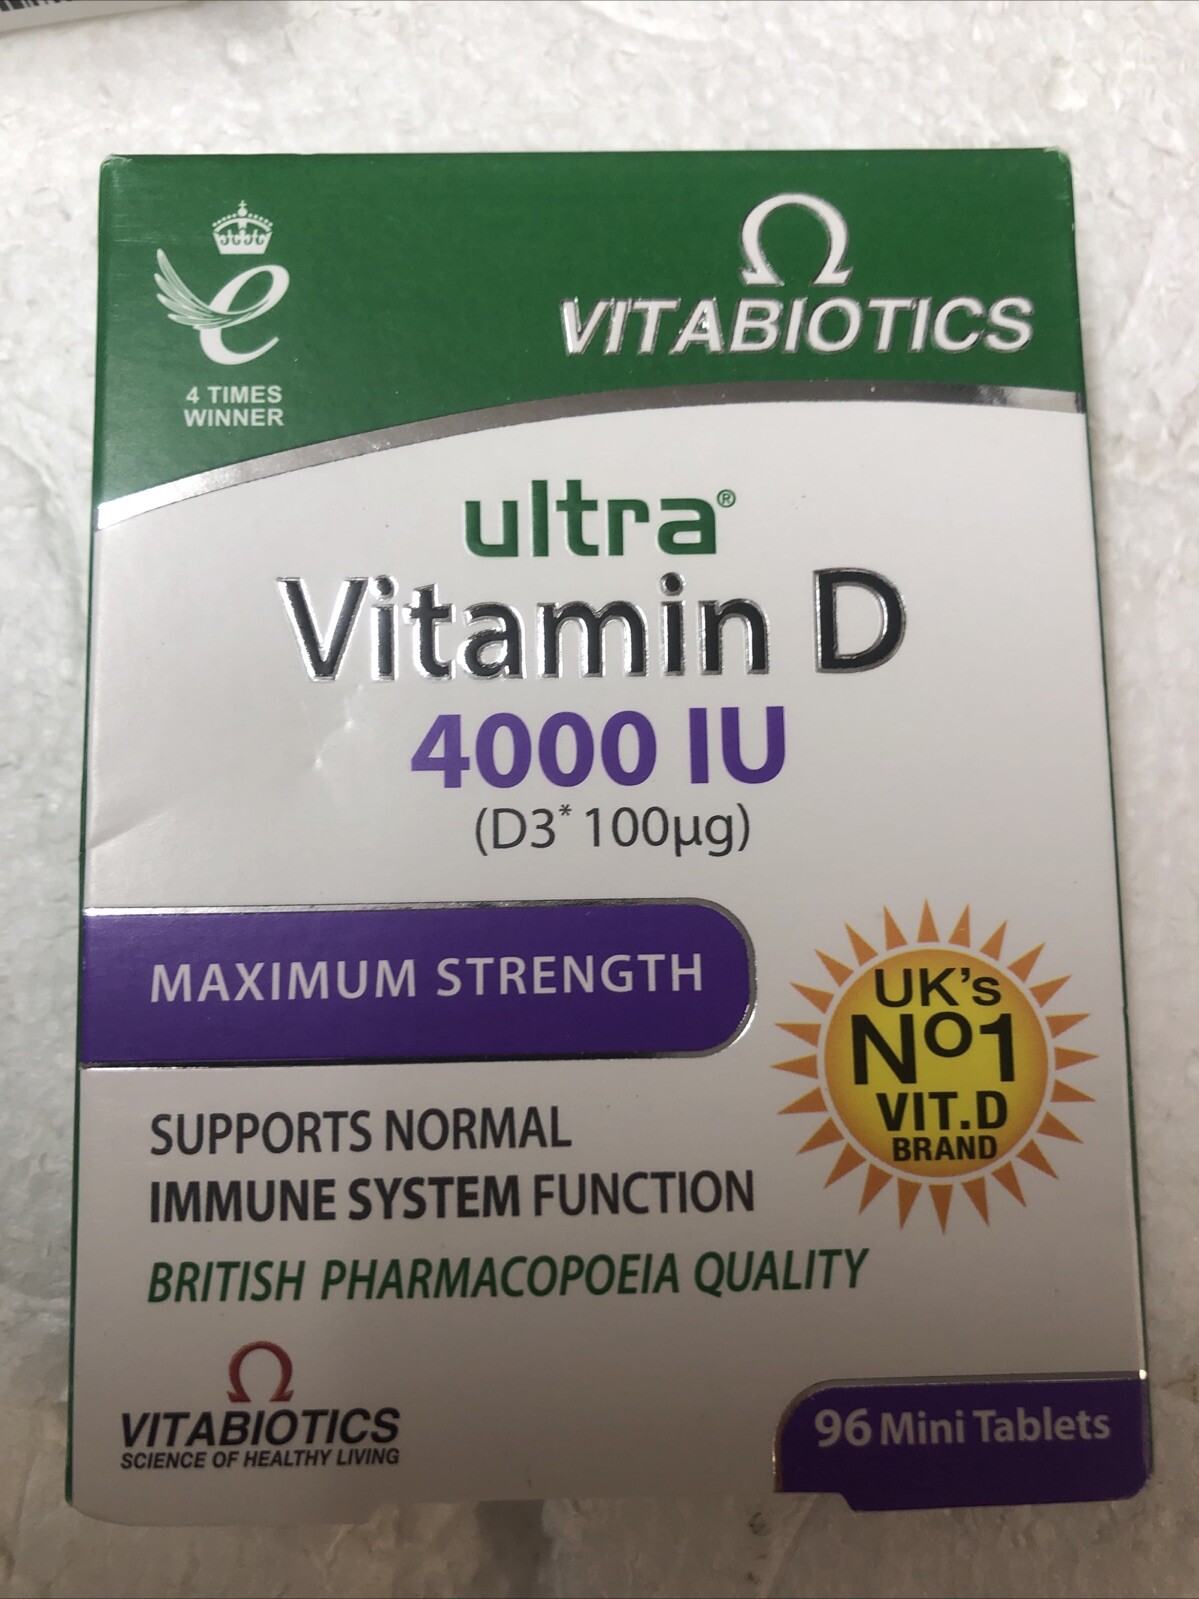 4 TIMES
WINNER
VITABIOTICS
ultra®
Vitamin D
4000 IU
(D3* 100µg)
MAXIMUM STRENGTH
UK's
Nº1
VIT.D
BRAND
SUPPORTS NORMAL
IMMUNE SYSTEM FUNCTION
BRITISH PHARMACOPOEIA QUALITY
VITABIOTICS
SCIENCE OF HEALTHY LIVING
96 Mini Tablets